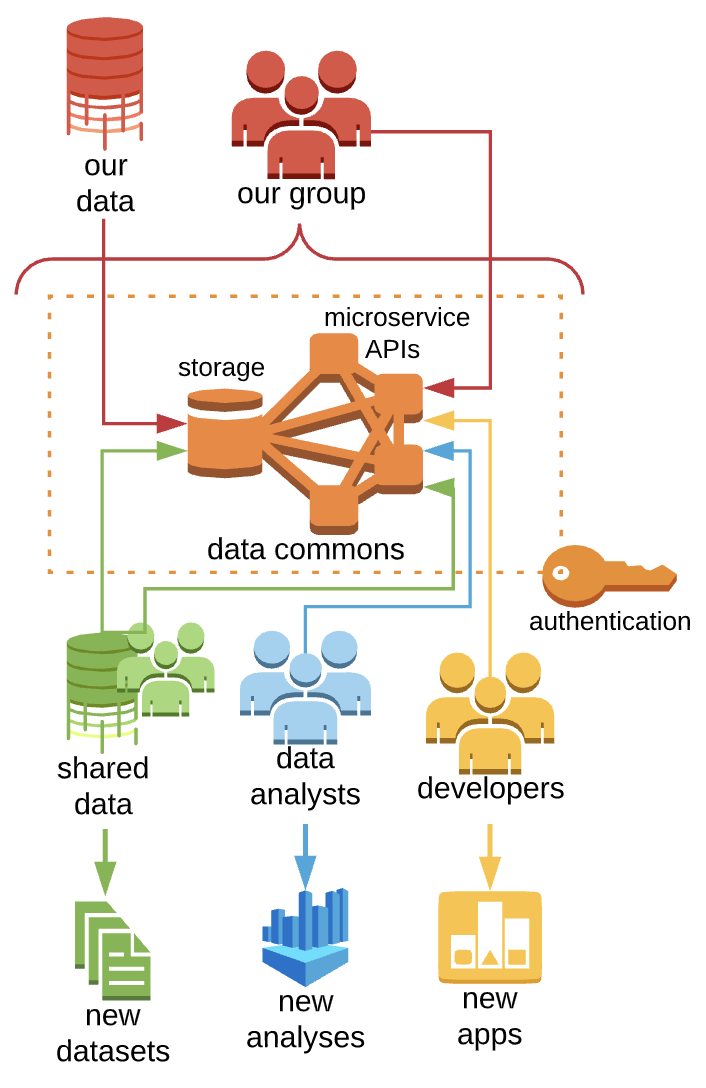 our
data
our group
microservice
APIs
storage
data commons
authentication
shared
data
data
analysts
developers
new
datasets
new
analyses
new
apps